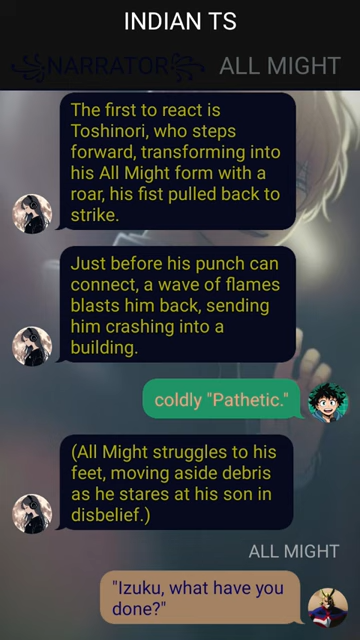 INDIAN TS
꧁NARRATOR꧂ ALL MIGHT
The first to react is
Toshinori, who steps
forward, transforming into
his All Might form with a
roar, his fist pulled back to
strike.
Just before his punch can
connect, a wave of flames
blasts him back, sending
him crashing into a
building.
coldly "Pathetic."
(All Might struggles to his
feet, moving aside debris
as he stares at his son in
disbelief.)
ALL MIGHT
"Izuku, what have you
done?"